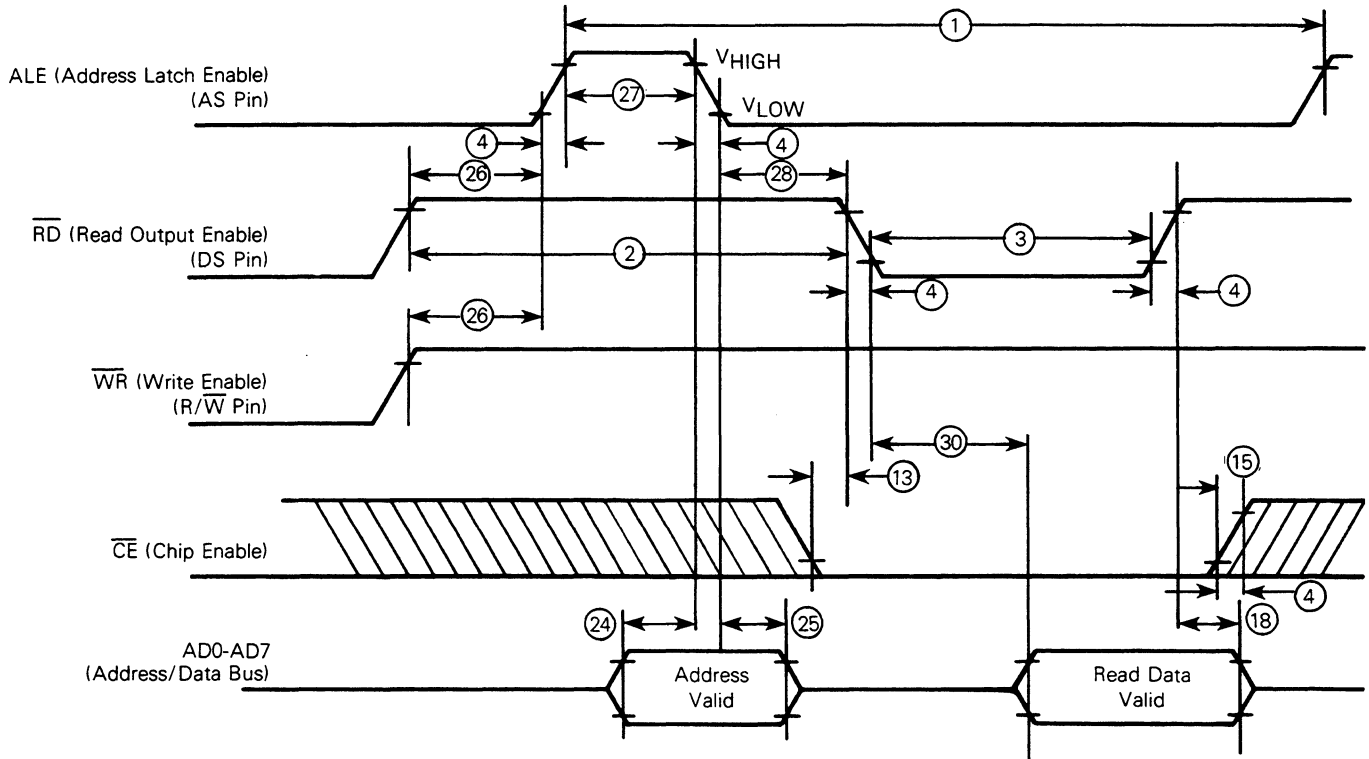 1
ALE (Address Latch Enable)
(AS Pin)
VHIGH
27
VLOW
4
4
26
28
RD (Read Output Enable)
(DS Pin)
2
3
4
4
26
WR (Write Enable)
(R/W Pin)
30
13
15
CE (Chip Enable)
4
24
25
18
AD0-AD7
(Address/Data Bus)
Address
Valid
Read Data
Valid